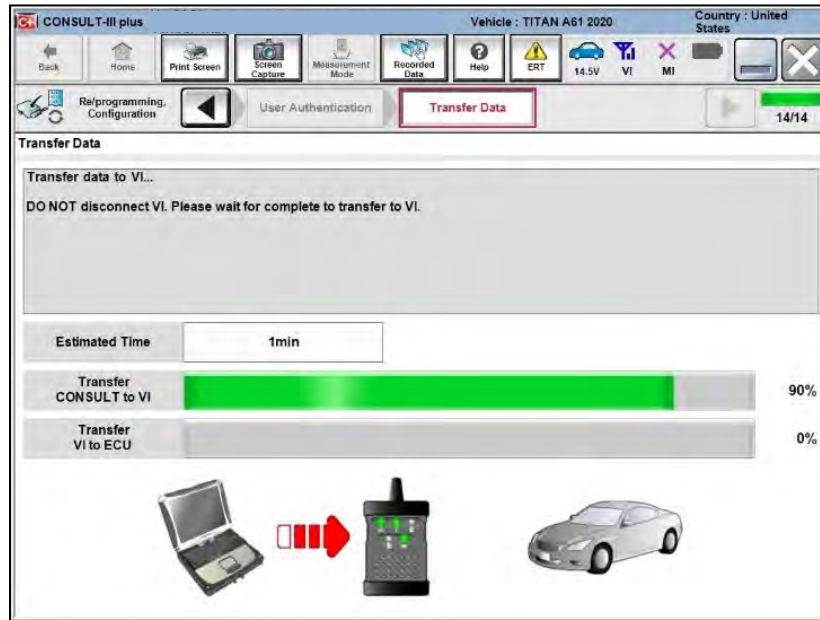 CONSULT-III plus
Vehicle : TITAN A61 2020
Country : United
States
Back
Home
Print Screen
Screen
Capture
Measurement
Mode
Recorded
Data
Help
ERT
14.5V
VI
MI
Re/programming,
Configuration
User Authentication
Transfer Data
14/14
Transfer Data
Transfer data to VI...
DO NOT disconnect VI. Please wait for complete to transfer to VI.
Estimated Time
1min
Transfer
CONSULT to VI
90%
Transfer
VI to ECU
0%